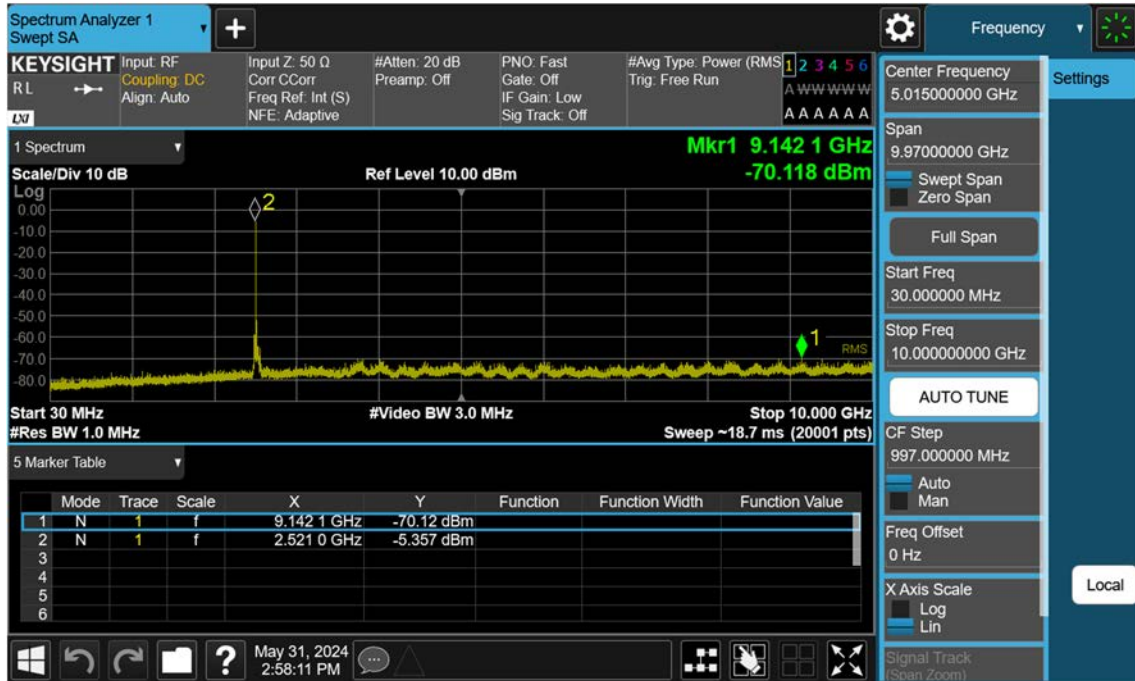 Spectrum Analyzer 1
Swept SA
+
Frequency
KEYSIGHT
R L
LXI
Input: RF
Coupling: DC
Align: Auto
Input Z: 50 Ω
Corr CCorr
Freq Ref: Int (S)
NFE: Adaptive
#Atten: 20 dB
Preamp: Off
PNO: Fast
Gate: Off
IF Gain: Low
Sig Track: Off
#Avg Type: Power (RMS
Trig: Free Run
1 2 3 4 5 6
A W W W W W
A A A A A A
1 Spectrum
Mkr1 9.142 1 GHz
-70.118 dBm
Scale/Div 10 dB
Ref Level 10.00 dBm
Log
0.00
-10.0
-20.0
-30.0
-40.0
-50.0
-60.0
-70.0
-80.0
2
1
RMS
Start 30 MHz
#Video BW 3.0 MHz
Stop 10.000 GHz
#Res BW 1.0 MHz
Sweep ~18.7 ms (20001 pts)
5 Marker Table
Mode Trace Scale X Y Function Function Width Function Value
1 N 1 f 9.142 1 GHz -70.12 dBm
2 N 1 f 2.521 0 GHz -5.357 dBm
3
4
5
6
?
May 31, 2024
2:58:11 PM
Center Frequency
5.015000000 GHz
Span
9.97000000 GHz
Swept Span
Zero Span
Full Span
Start Freq
30.000000 MHz
Stop Freq
10.000000000 GHz
AUTO TUNE
CF Step
997.000000 MHz
Auto
Man
Freq Offset
0 Hz
X Axis Scale
Log
Lin
Signal Track
(Span Zoom)
Settings
Local